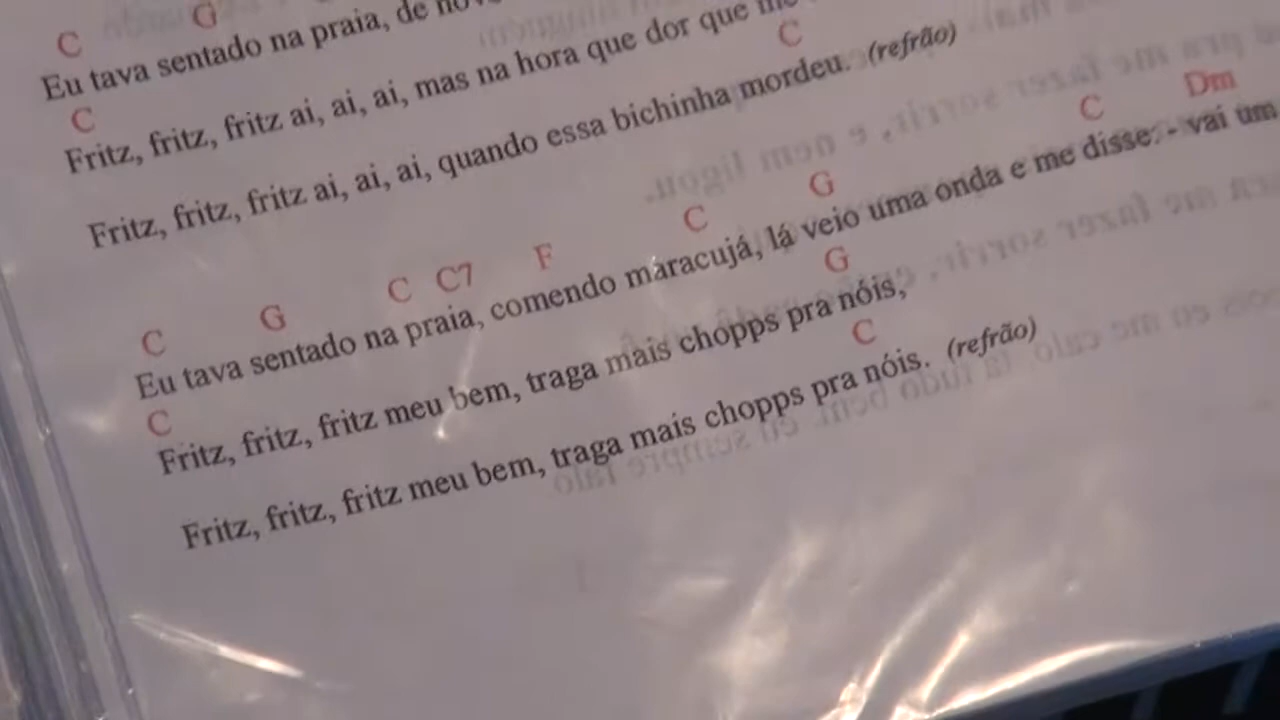 C G
Eu tava sentado na praia, de
C
Fritz, fritz, fritz ai, ai, ai, mas na hora que dor que
C
Fritz, fritz, fritz ai, ai, ai, quando essa bichinha mordeu. (refrão)
C G C C7 F C G C Dm
Eu tava sentado na praia, comendo maracujá, lá veio uma onda e me disse: - vai um
C G
Fritz, fritz, fritz meu bem, traga mais chopps pra nóis,
C
Fritz, fritz, fritz meu bem, traga mais chopps pra nóis. (refrão)